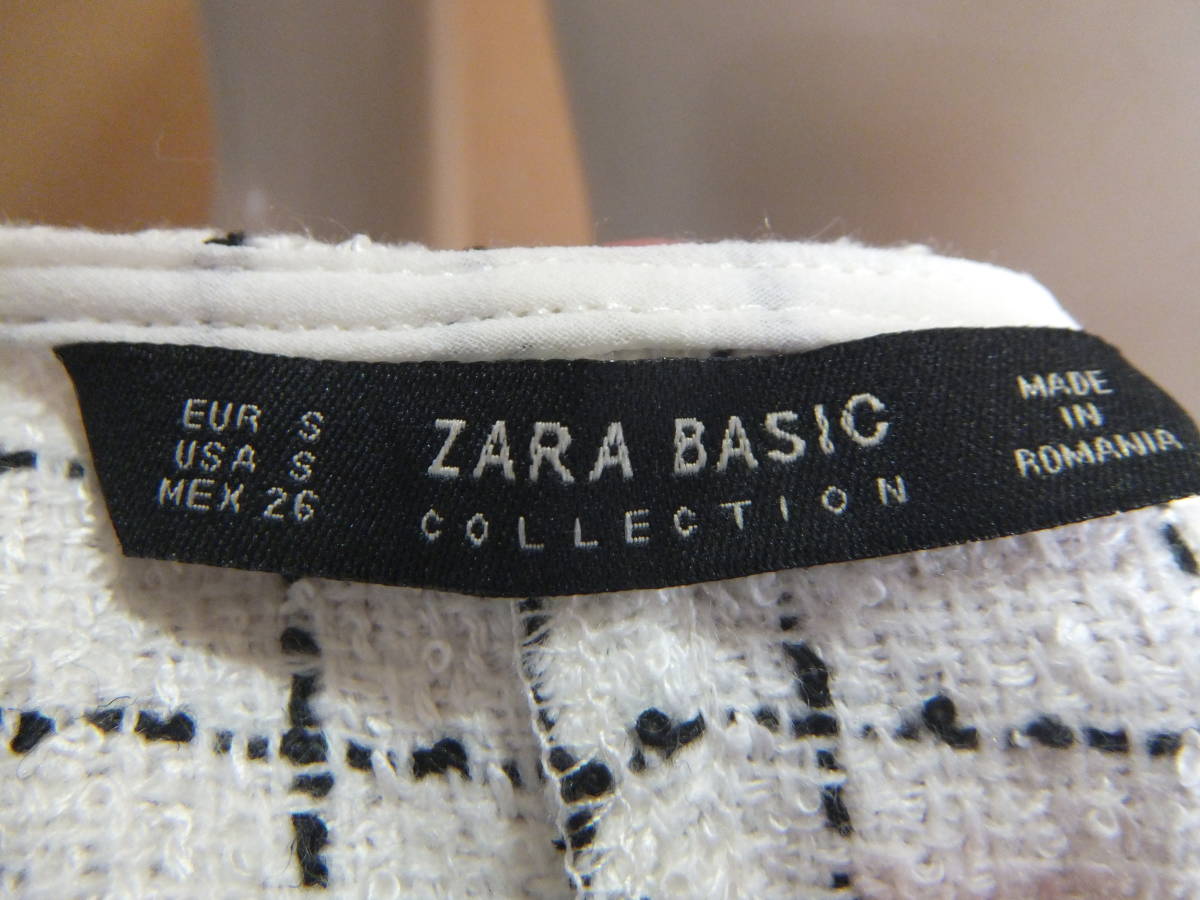 EUR S
USA S
MEX 26
ZARA BASIC
COLLECTION
MADE
IN
ROMANIA